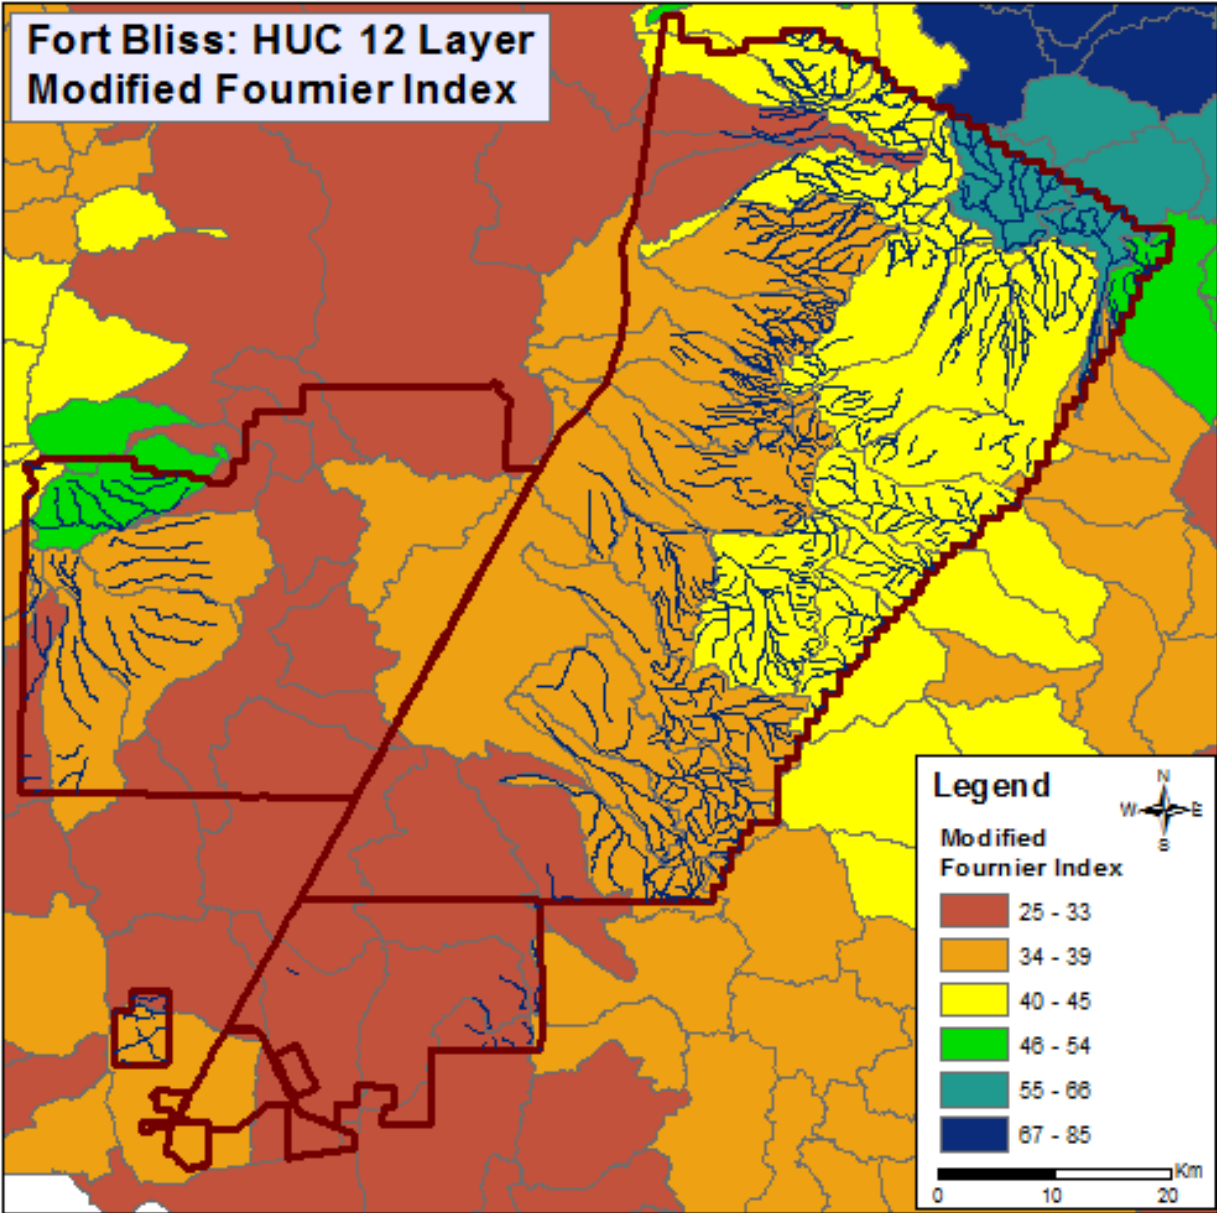 Fort Bliss: HUC 12 Layer
Modified Fournier Index
Legend
N
W E
S
Modified
Fournier Index
25 - 33
34 - 39
40 - 45
46 - 54
55 - 66
67 - 85
Km
0 10 20